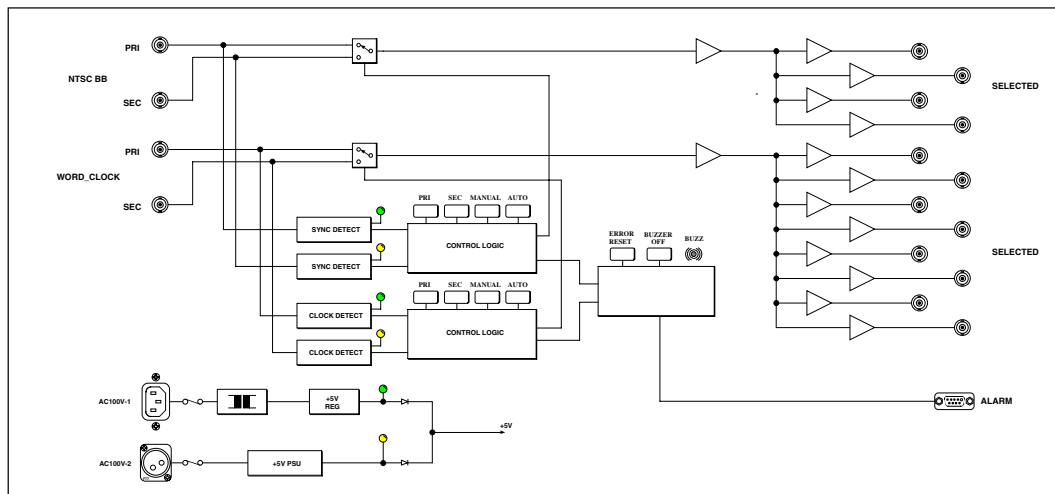 PRI
NTSC BB
SEC
SELECTED
PRI
WORD_CLOCK
SEC
PRI SEC MANUAL AUTO
SYNC DETECT
CONTROL LOGIC
SYNC DETECT
ERROR RESET
BUZZER OFF
BUZZ
SELECTED
PRI SEC MANUAL AUTO
CLOCK DETECT
CONTROL LOGIC
CLOCK DETECT
AC100V-1
+5V
REG
ALARM
+5V
AC100V-2
+5V PSU